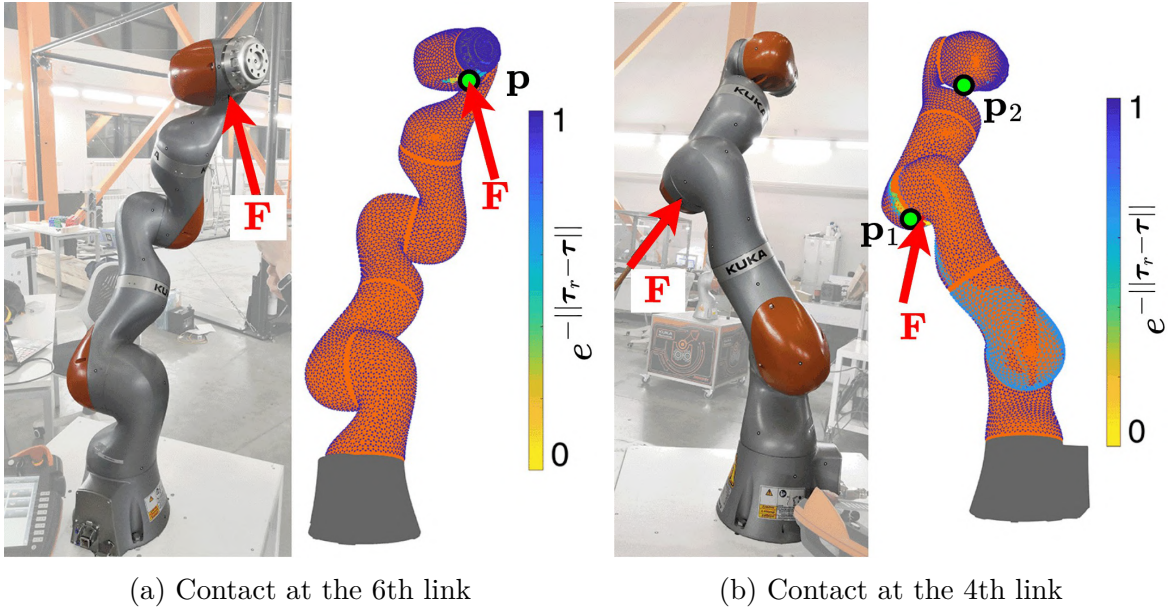 F
p
F
1
0
e^{-||τ_r-τ||}
KUKA
KUKA
F
p₁
p₂
F
1
0
e^{-||τ_r-τ||}
(a) Contact at the 6th link
(b) Contact at the 4th link